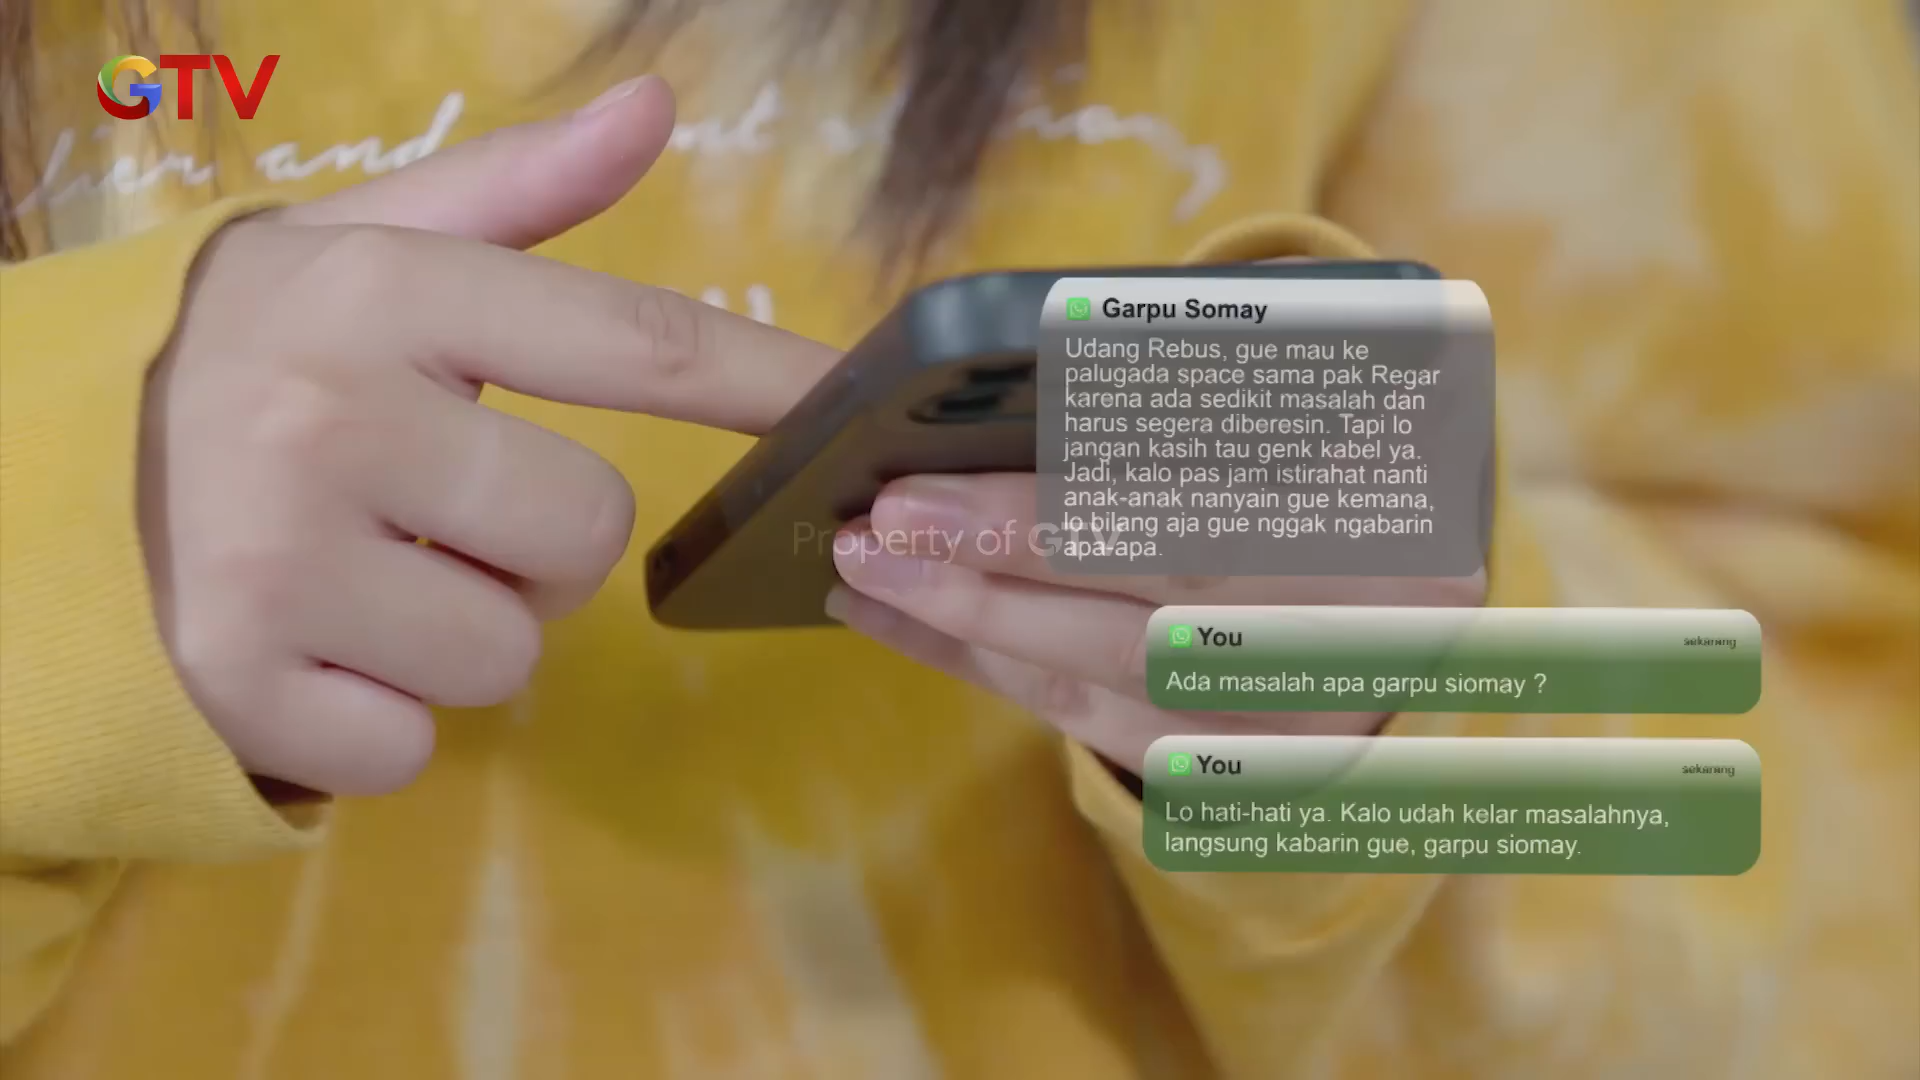 GTV
and
Garpu Somay
Udang Rebus, gue mau ke
palugada space sama pak Regar
karena ada sedikit masalah dan
harus segera diberesin. Tapi lo
jangan kasih tau genk kabel ya.
Jadi, kalo pas jam istirahat nanti
anak-anak nanyain gue kemana,
lo bilang aja gue nggak ngabarin
apa-apa.
Property of GTV
You
sekarang
Ada masalah apa garpu siomay ?
You
sekarang
Lo hati-hati ya. Kalo udah kelar masalahnya,
langsung kabarin gue, garpu siomay.